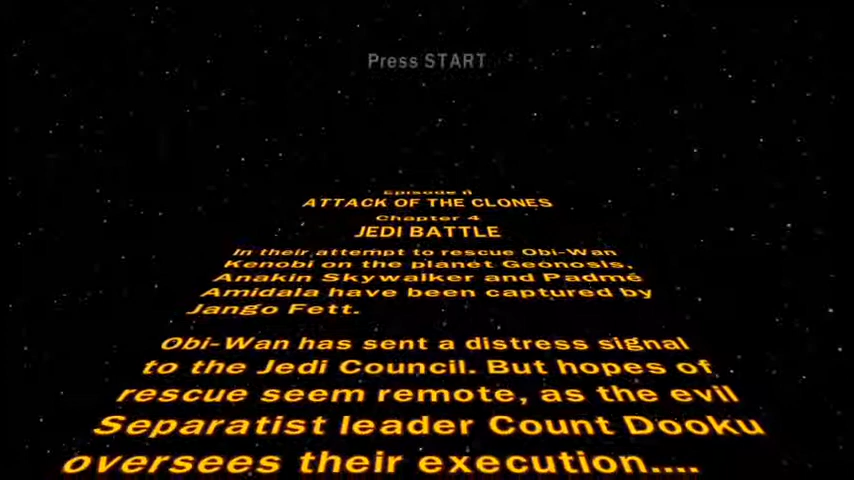 Press START
Episode II
ATTACK OF THE CLONES
Chapter 4
JEDI BATTLE
In their attempt to rescue Obi-Wan
Kenobi on the planet Geonosis,
Anakin Skywalker and Padmé
Amidala have been captured by
Jango Fett.
Obi-Wan has sent a distress signal
to the Jedi Council. But hopes of
rescue seem remote, as the evil
Separatist leader Count Dooku
oversees their execution....